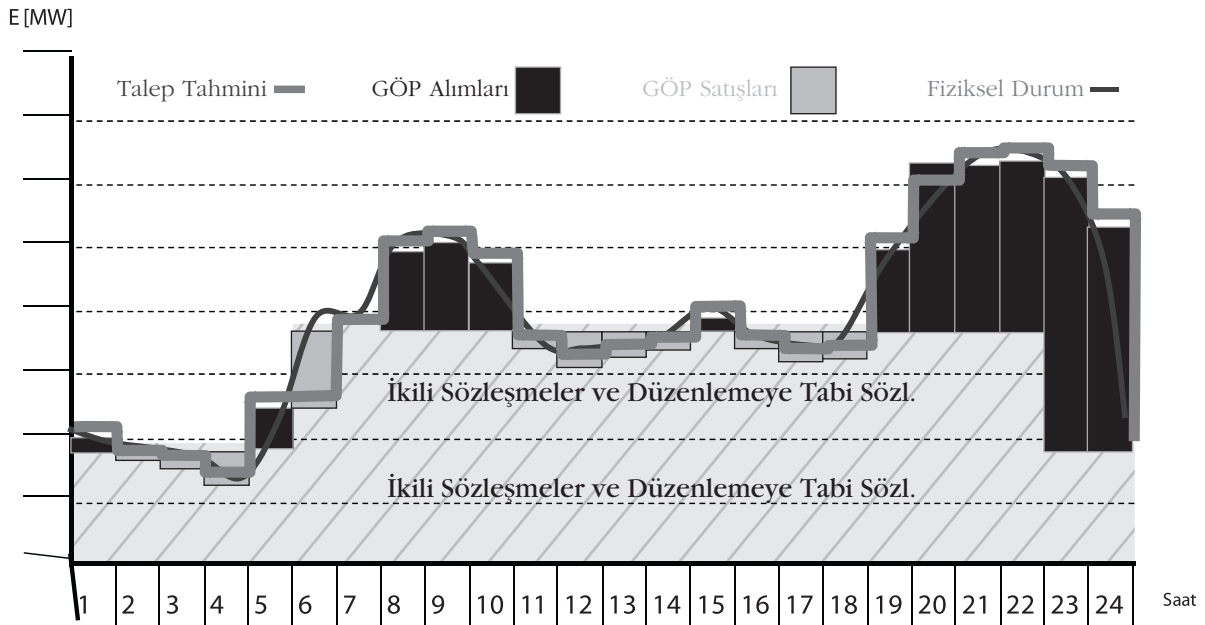 E [MW]
Talep Tahmini GÖP Alımları GÖP Satışları Fiziksel Durum
İkili Sözleşmeler ve Düzenlemeye Tabi Sözl.
İkili Sözleşmeler ve Düzenlemeye Tabi Sözl.
1 2 3 4 5 6 7 8 9 10 11 12 13 14 15 16 17 18 19 20 21 22 23 24 Saat